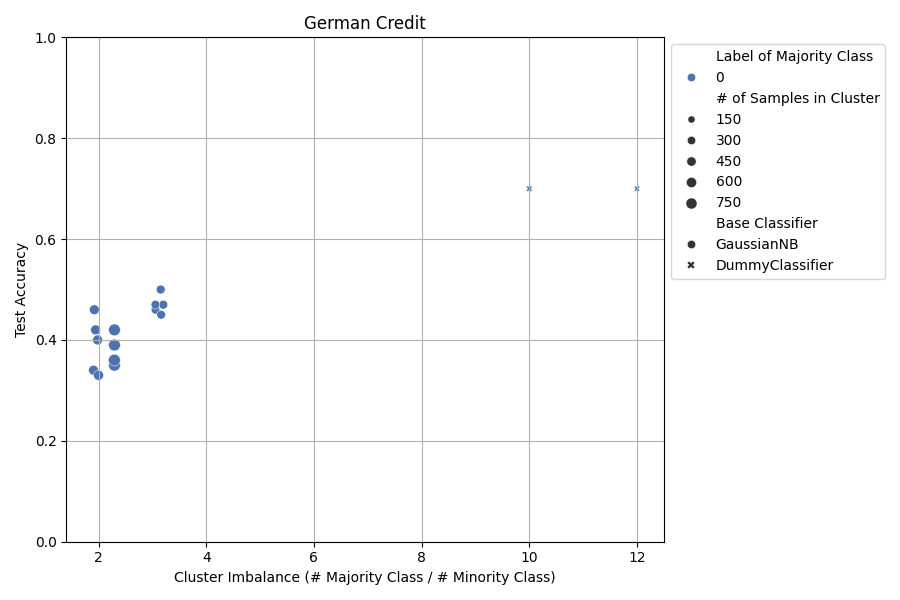 German Credit
1.0
0.8
0.6
0.4
0.2
0.0
Test Accuracy
2 4 6 8 10 12
Cluster Imbalance (# Majority Class / # Minority Class)
Label of Majority Class
0
# of Samples in Cluster
150
300
450
600
750
Base Classifier
GaussianNB
DummyClassifier